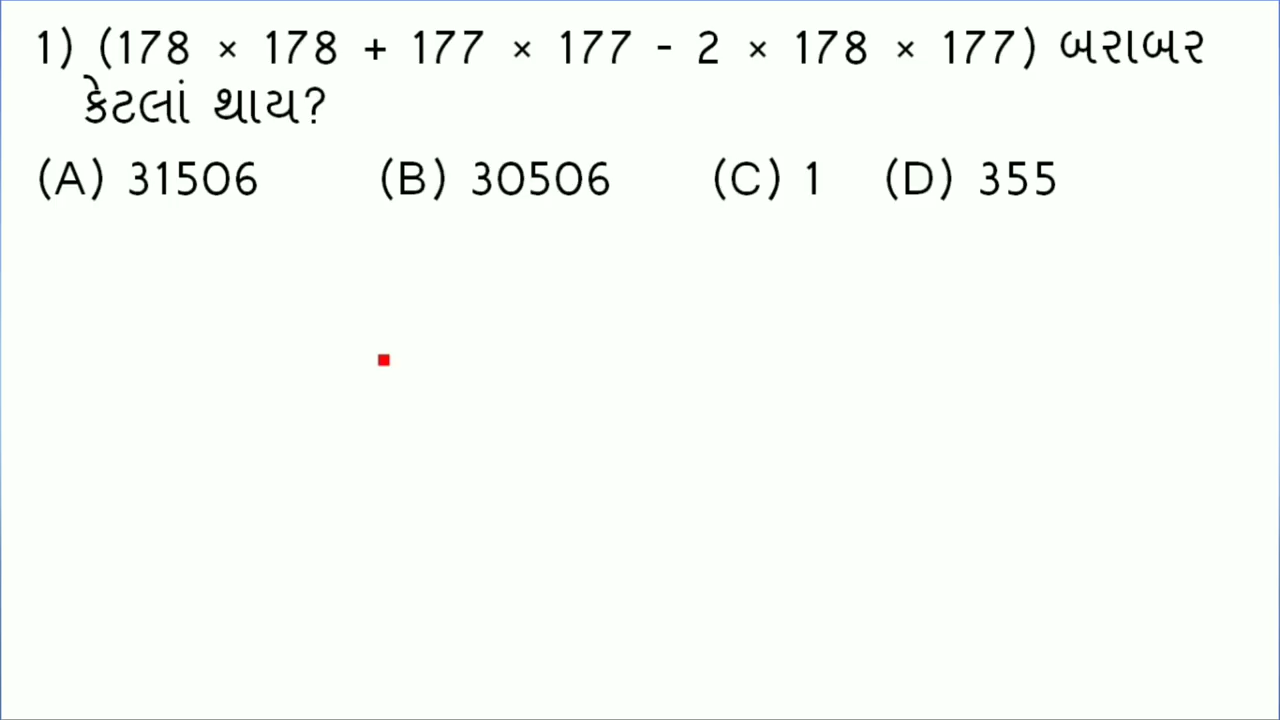 1) (178 × 178 + 177 × 177 - 2 × 178 × 177) બરાબર
કેટલાં થાય?
(A) 31506 (B) 30506 (C) 1 (D) 355